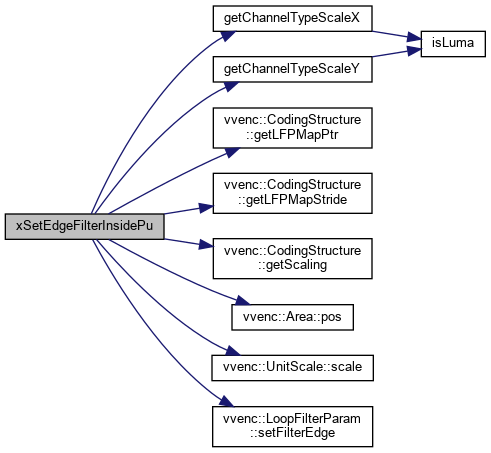 getChannelTypeScaleX
isLuma
getChannelTypeScaleY
vvenc::CodingStructure
::getLFPMapPtr
vvenc::CodingStructure
::getLFPMapStride
xSetEdgeFilterInsidePu
vvenc::CodingStructure
::getScaling
vvenc::Area::pos
vvenc::UnitScale::scale
vvenc::LoopFilterParam
::setFilterEdge